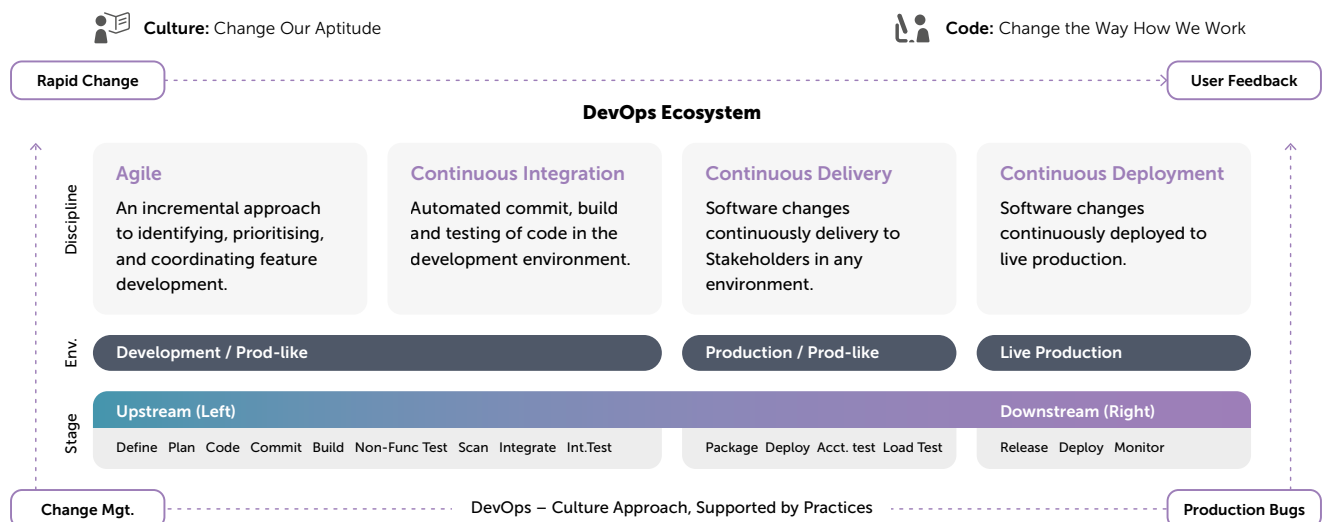 Culture: Change Our Aptitude
Code: Change the Way How We Work
Rapid Change
User Feedback
DevOps Ecosystem
Discipline
Agile
An incremental approach
to identifying, prioritising,
and coordinating feature
development.
Continuous Integration
Automated commit, build
and testing of code in the
development environment.
Continuous Delivery
Software changes
continuously delivery to
Stakeholders in any
environment.
Continuous Deployment
Software changes
continuously deployed to
live production.
Env.
Development / Prod-like
Production / Prod-like
Live Production
Stage
Upstream (Left)
Downstream (Right)
Define Plan Code Commit Build Non-Func Test Scan Integrate Int.Test
Package Deploy Acct. test Load Test
Release Deploy Monitor
Change Mgt.
DevOps – Culture Approach, Supported by Practices
Production Bugs